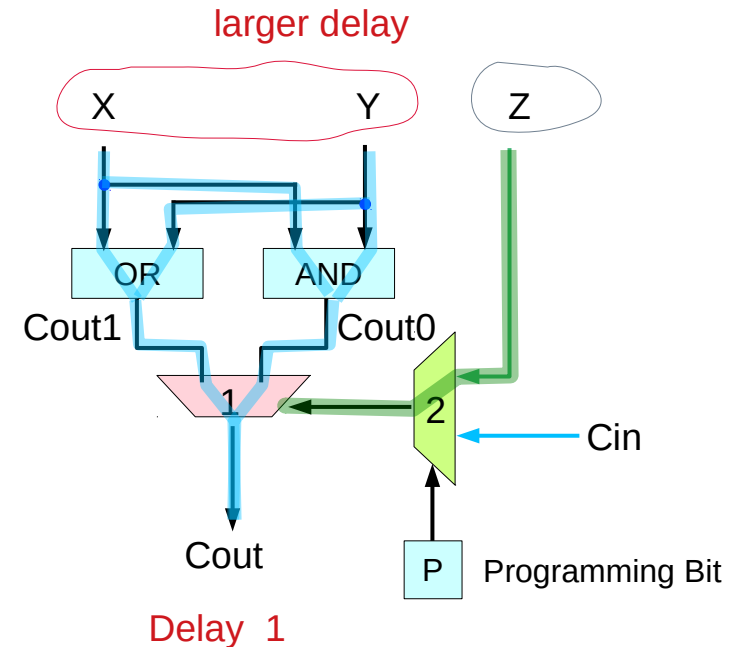 larger delay
X Y Z
OR AND
Cout1 Cout0
1
2
Cin
Cout
P Programming Bit
Delay 1